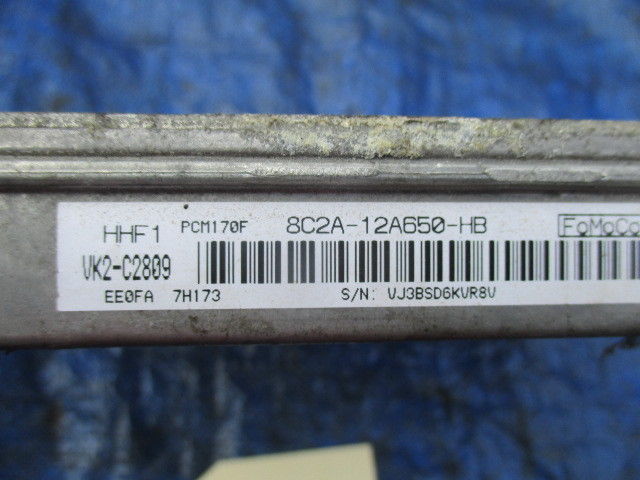 HHF1 PCM170F 8C2A-12A650-HB FoMoCo
VK2-C2809
EE0FA 7H173 S/N: VJ3BSD6KVR8V